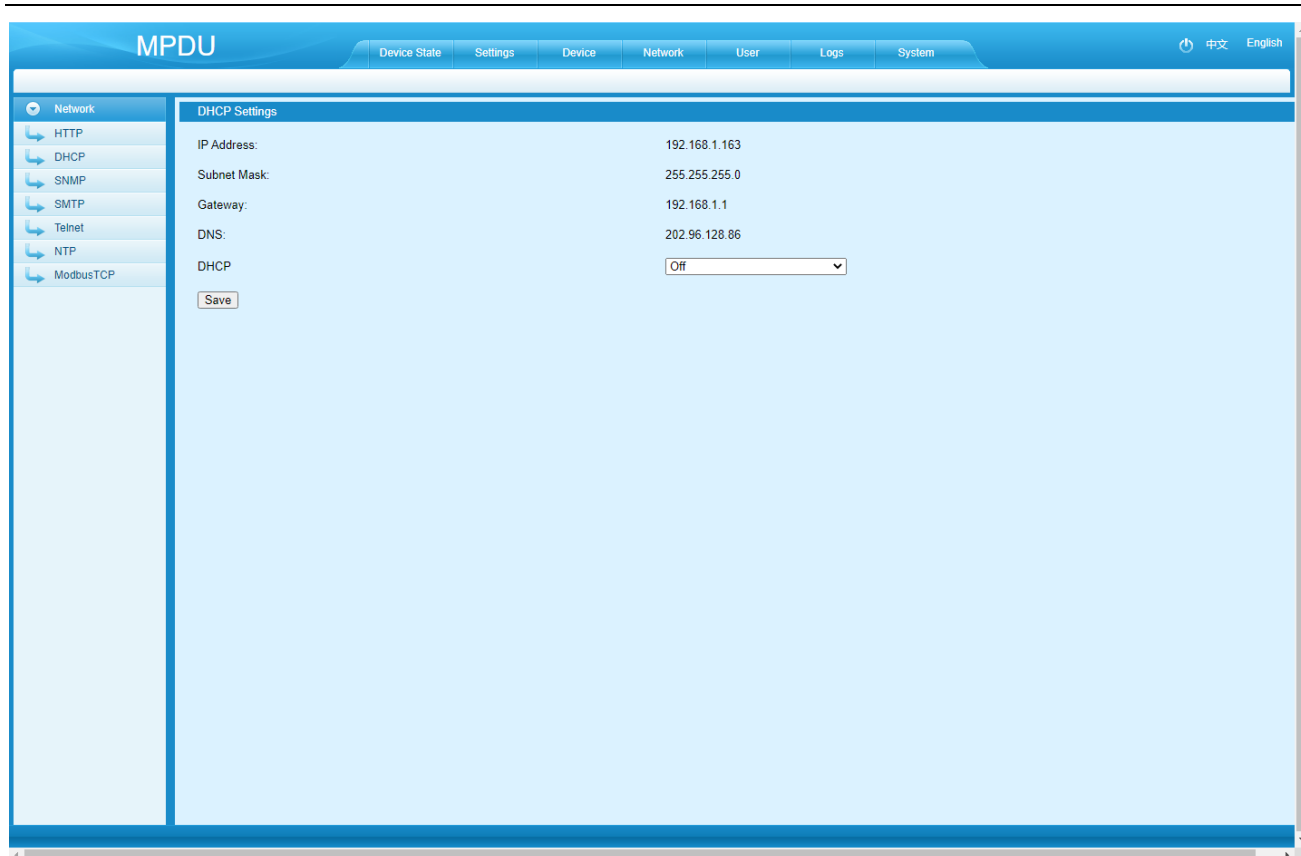 MPDU
Device State Settings Device Network User Logs System
中文 English
Network
HTTP
DHCP
SNMP
SMTP
Telnet
NTP
ModbusTCP
DHCP Settings
IP Address: 192.168.1.163
Subnet Mask: 255.255.255.0
Gateway: 192.168.1.1
DNS: 202.96.128.86
DHCP Off
Save